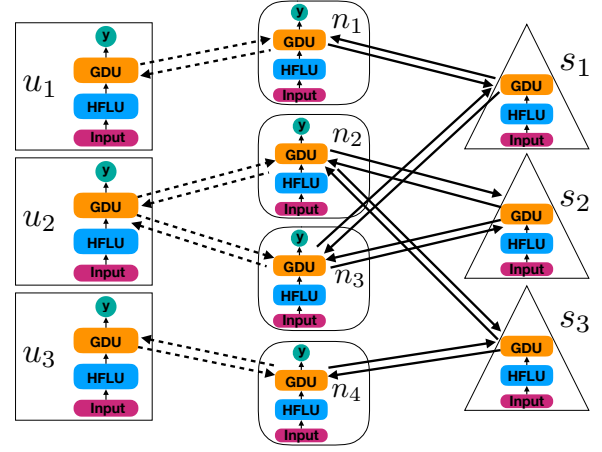 y
GDU
HFLU
Input
u1
y
GDU
HFLU
Input
u2
y
GDU
HFLU
Input
u3
y
n1
GDU
HFLU
Input
y
n2
GDU
HFLU
Input
y
GDU
n3
HFLU
Input
y
GDU
n4
HFLU
Input
s1
GDU
HFLU
Input
s2
GDU
HFLU
Input
s3
GDU
HFLU
Input